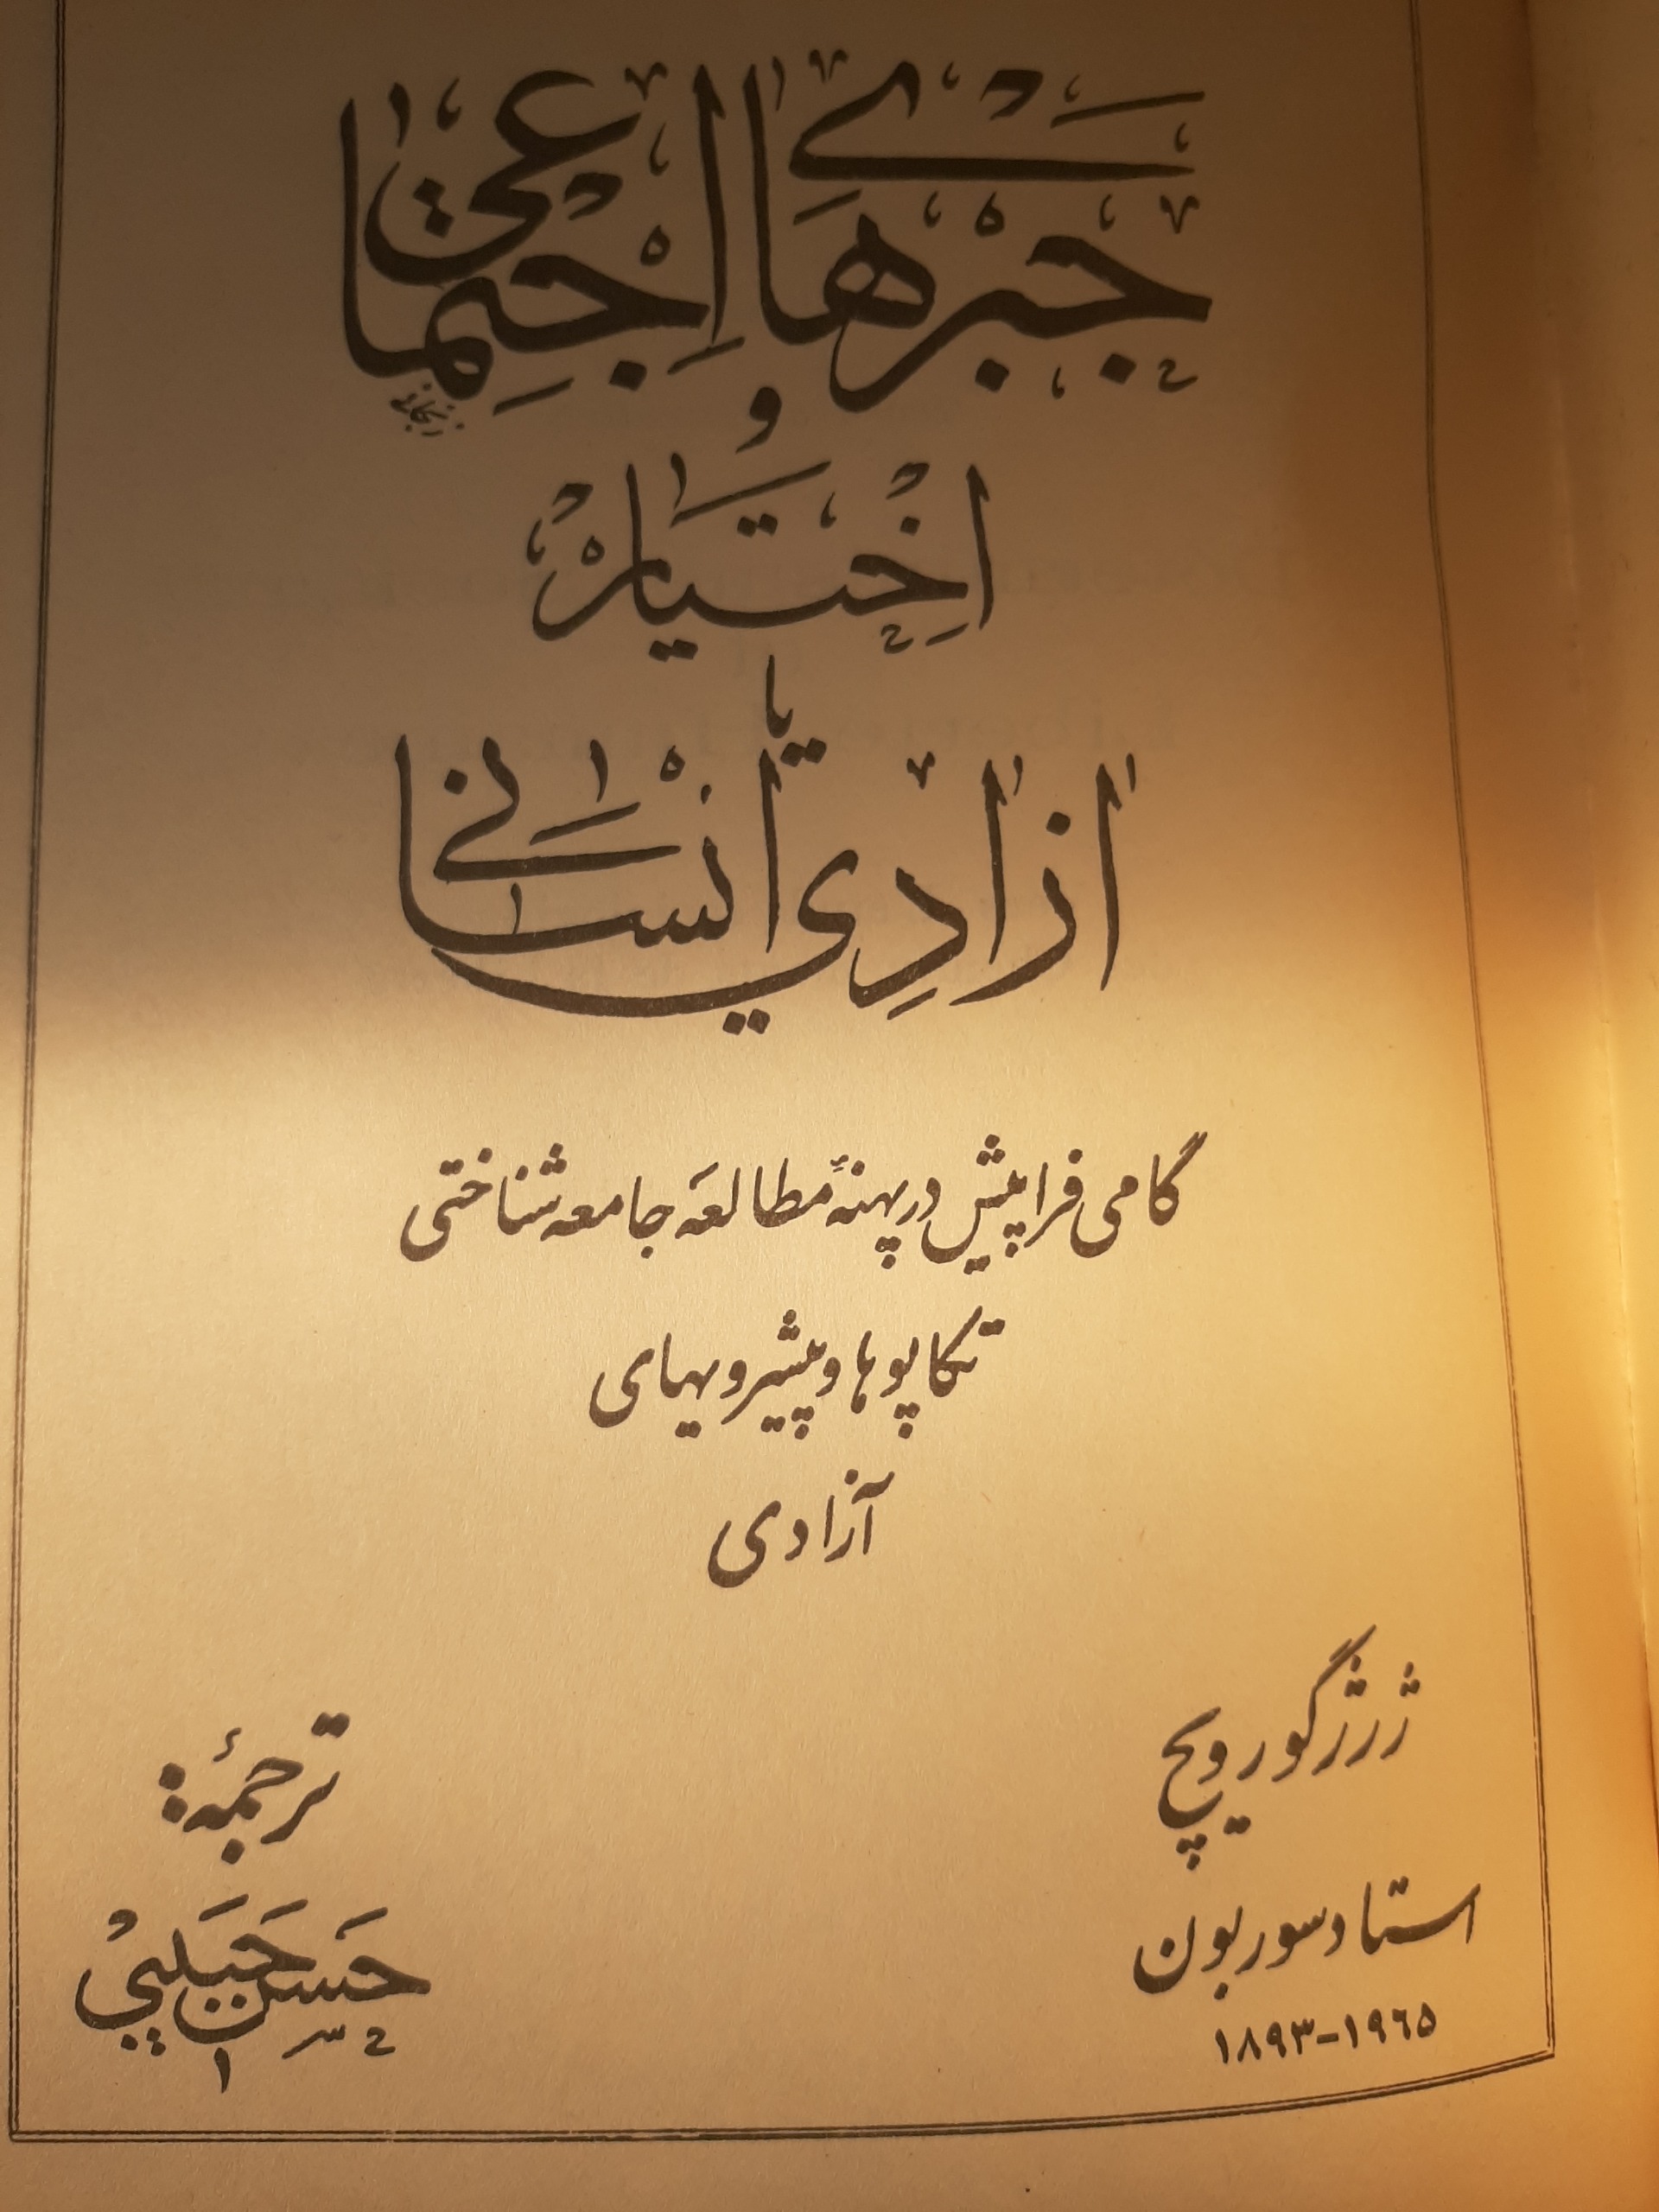 جبرهای اجتماعی
و
اختیار
یا
ازادی انسانی
گامی فراپیش در پهنهٔ مطالعه جامعه شناختی
تکاپوها و پیشرویهای
آزادی
ژرژ گورویچ
استاد سوربون
۱۸۹۳-۱۹۶۵
ترجمهٔ:
حسن حبیبی